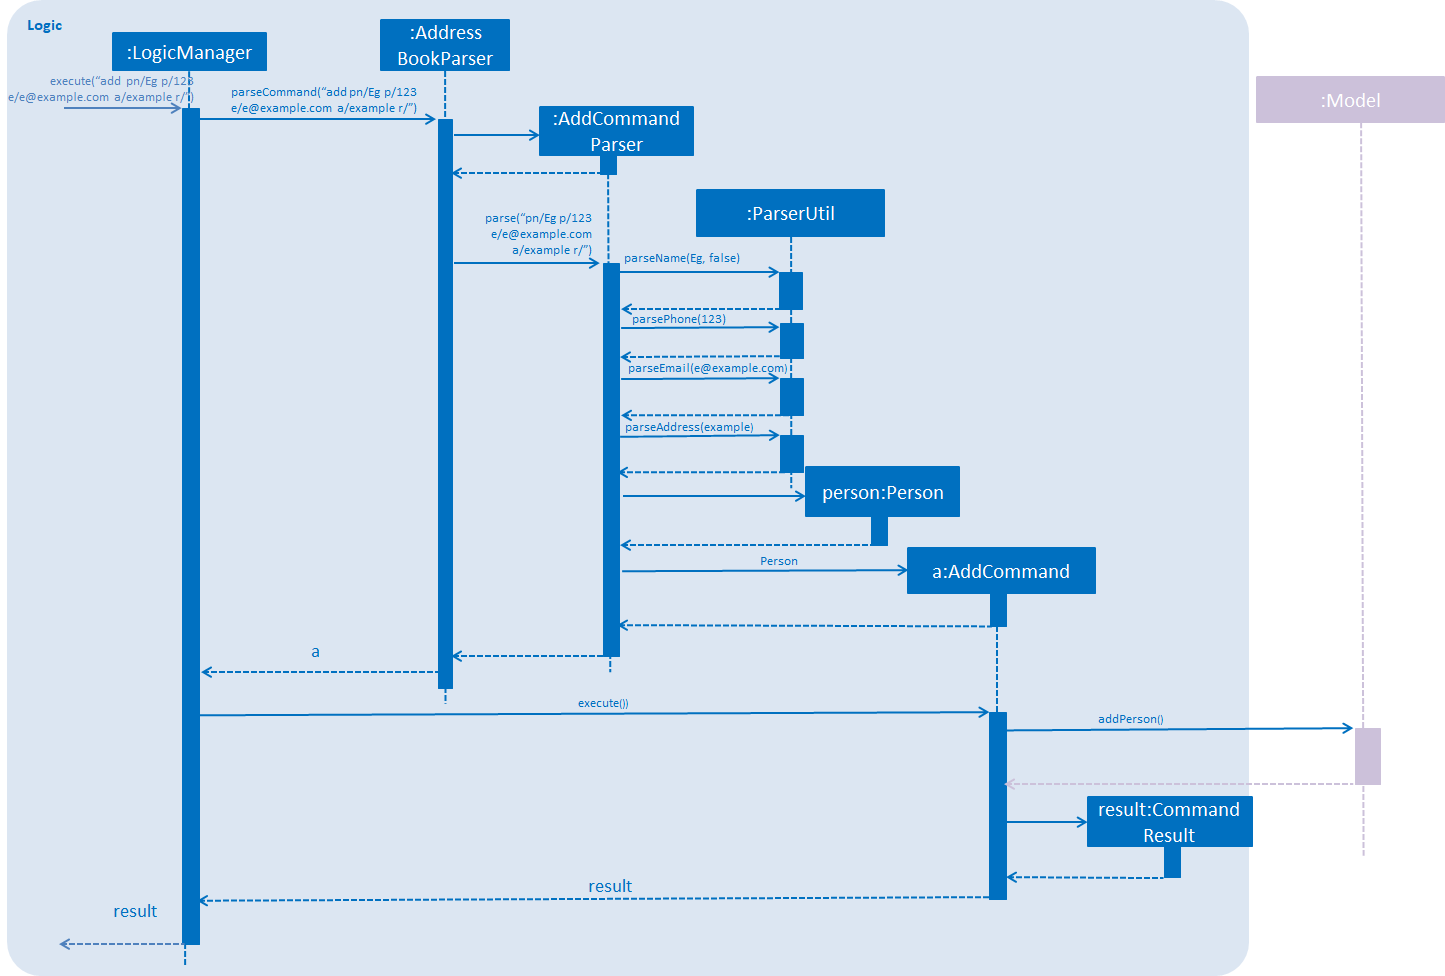 Logic
:LogicManager
:Address
BookParser
execute(“add pn/Eg p/123
e/e@example.com a/example r/”)
parseCommand(“add pn/Eg p/123
e/e@example.com a/example r/”)
:Model
:AddCommand
Parser
:ParserUtil
parse(“pn/Eg p/123
e/e@example.com
a/example r/”)
parseName(Eg, false)
parsePhone(123)
parseEmail(e@example.com)
parseAddress(example)
person:Person
Person
a:AddCommand
a
execute())
addPerson()
result:Command
Result
result
result